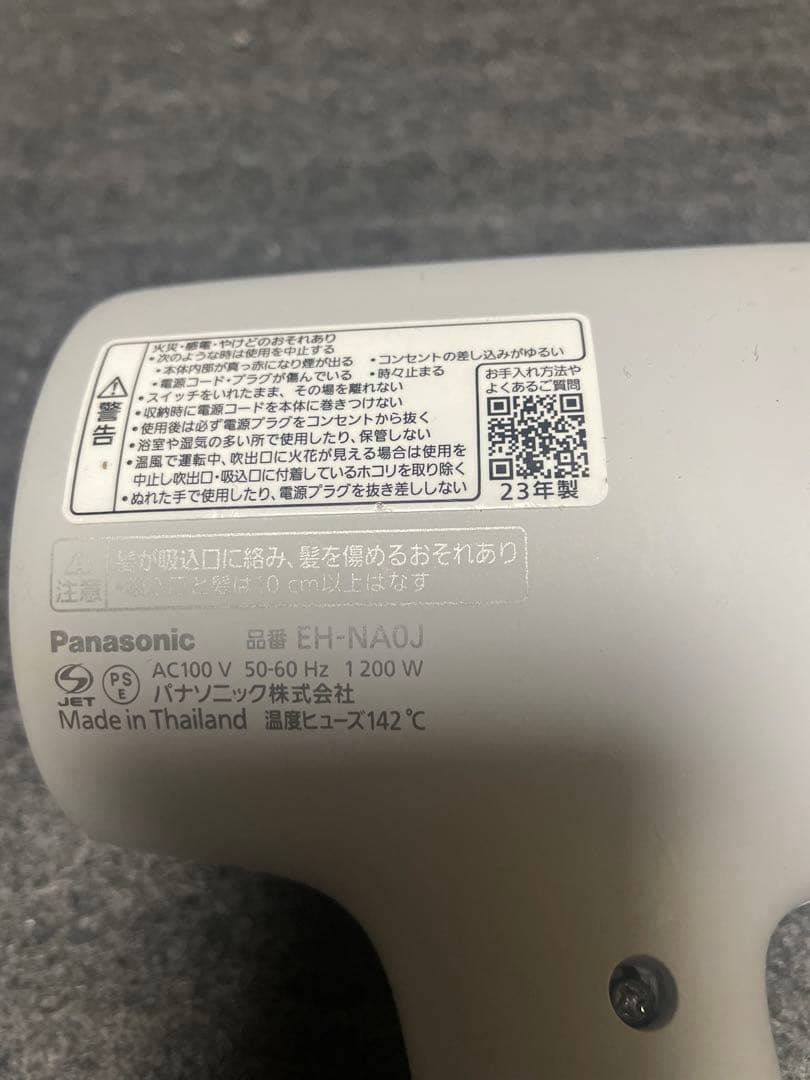 火災・感電・やけどのおそれあり
・次のような時は使用を中止する
・本体内部が真っ赤になり煙が出る ・コンセントの差し込みがゆるい
・電源コード・プラグが傷んでいる ・時々止まる
・スイッチをいれたまま、その場を離れない
・収納時に電源コードを本体に巻きつけない
・使用後は必ず電源プラグをコンセントから抜く
・浴室や湿気の多い所で使用したり、保管しない
・温風で運転中、吹出口に火花が見える場合は使用を
中止し吹出口・吸込口に付着しているホコリを取り除く
・ぬれた手で使用したり、電源プラグを抜き差ししない
警告
お手入れ方法や
よくあるご質問
23年製
注意
髪が吸込口に絡み、髪を傷めるおそれあり
・吸込口と髪は10 cm以上はなす
Panasonic 品番 EH-NA0J
AC100 V 50-60 Hz 1 200 W
JET PS E パナソニック株式会社
Made in Thailand 温度ヒューズ142℃